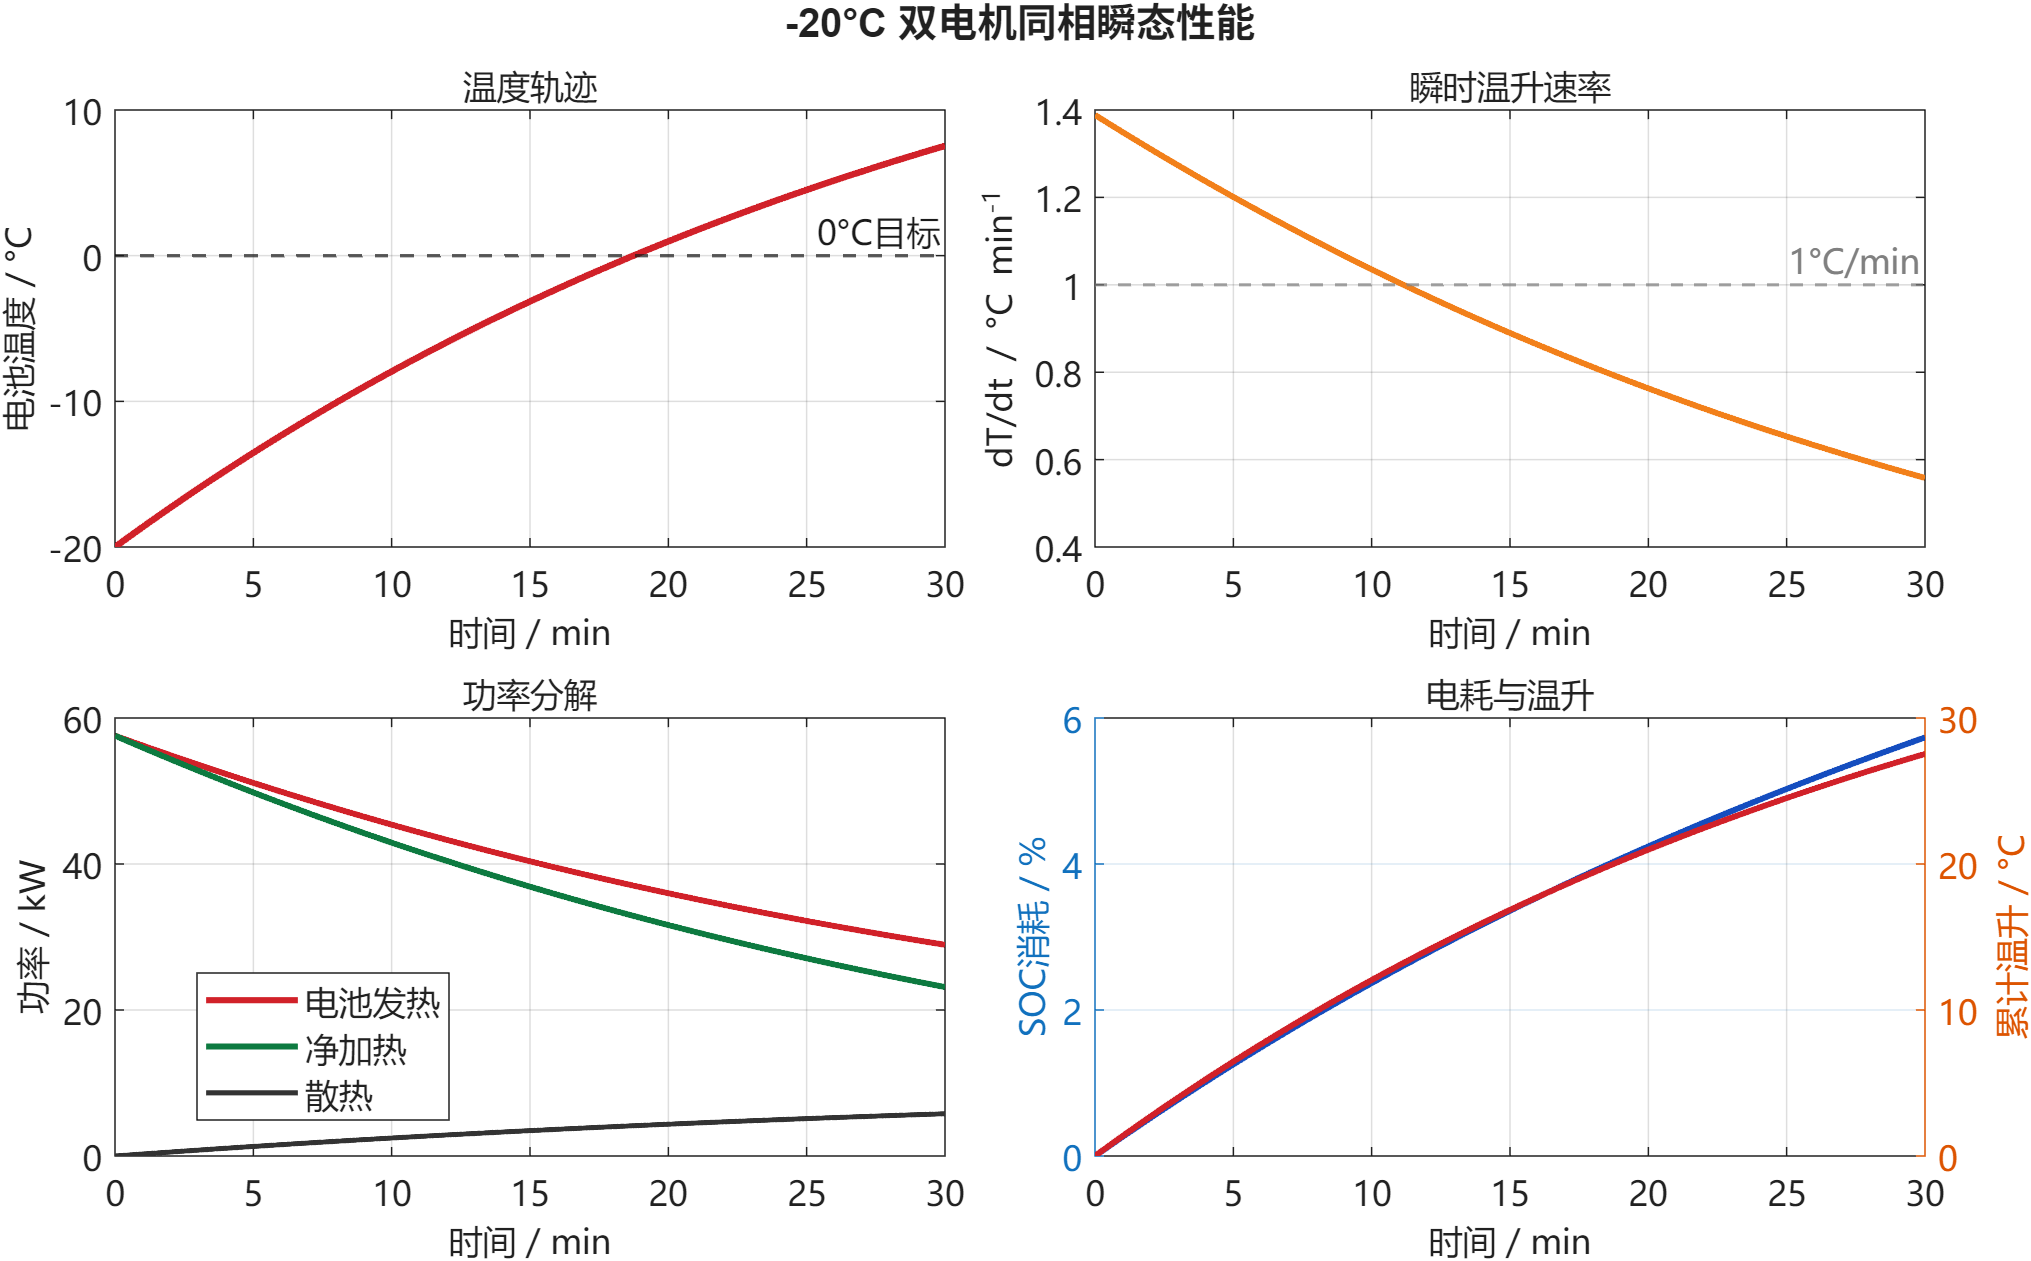 -20°C 双电机同相瞬态性能
温度轨迹
10
0
-10
-20
0 5 10 15 20 25 30
电池温度 / °C
时间 / min
0°C目标
瞬时温升速率
1.4
1.2
1
0.8
0.6
0.4
0 5 10 15 20 25 30
dT/dt / °C min⁻¹
时间 / min
1°C/min
功率分解
60
40
20
0
0 5 10 15 20 25 30
功率 / kW
时间 / min
电池发热
净加热
散热
电耗与温升
6
4
2
0
30
20
10
0
0 5 10 15 20 25 30
SOC消耗 / %
累计温升 / °C
时间 / min